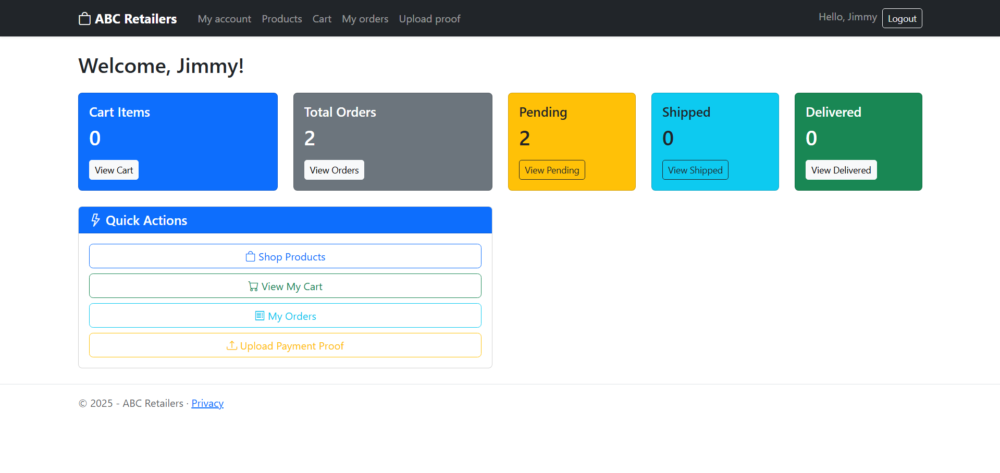 ABC Retailers My account Products Cart My orders Upload proof Hello, Jimmy Logout
Welcome, Jimmy!
Cart Items
0
View Cart
Total Orders
2
View Orders
Pending
2
View Pending
Shipped
0
View Shipped
Delivered
0
View Delivered
Quick Actions
Shop Products
View My Cart
My Orders
Upload Payment Proof
© 2025 - ABC Retailers · Privacy